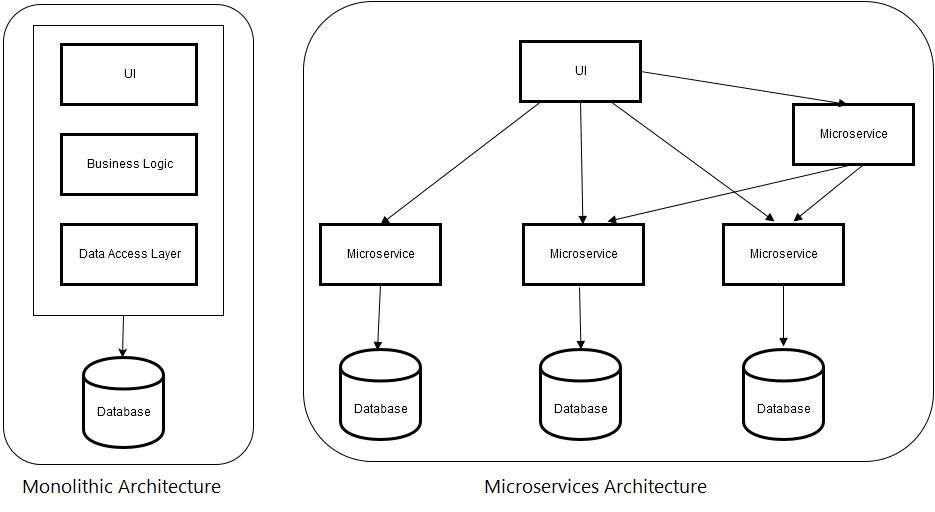 UI
Business Logic
Data Access Layer
Database
Monolithic Architecture
UI
Microservice
Microservice
Microservice
Microservice
Database
Database
Database
Microservices Architecture